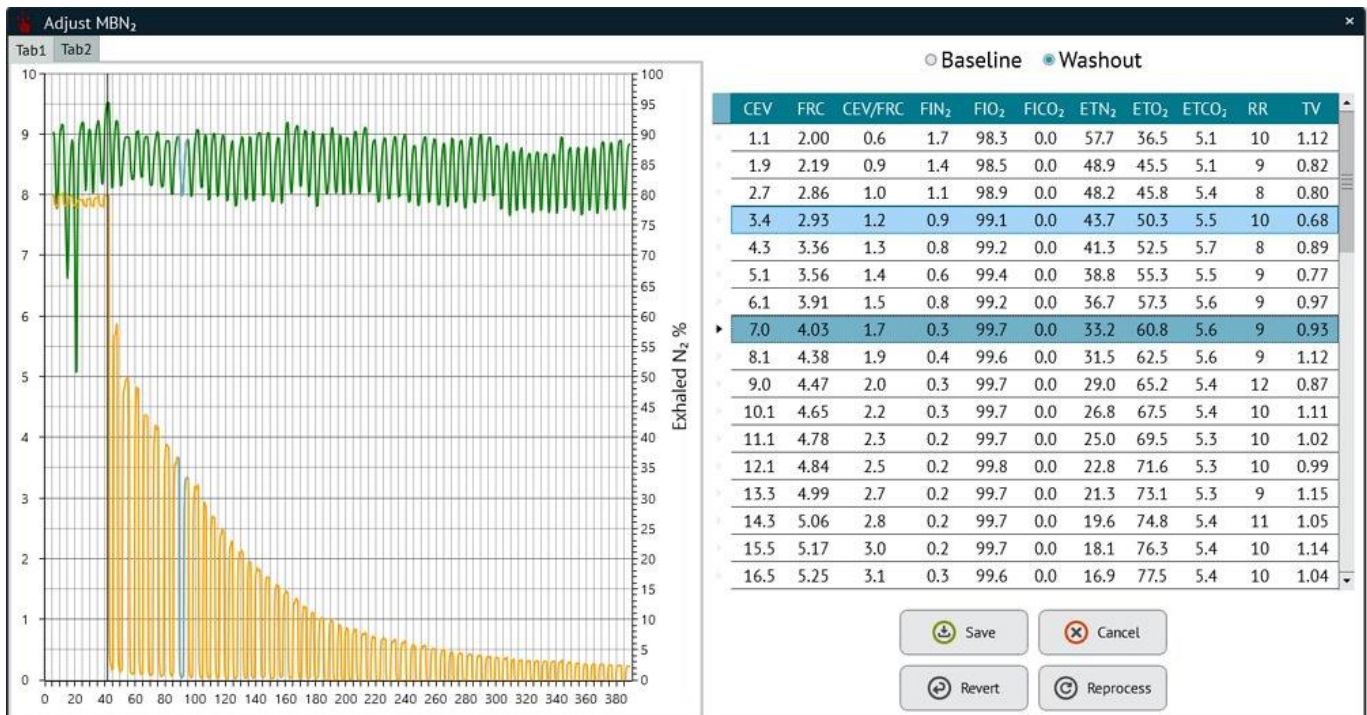 Adjust MBN₂
×
Tab1 Tab2
Baseline Washout
10
9
8
7
6
5
4
3
2
1
0
100
95
90
85
80
75
70
65
60
55
50
45
40
35
30
25
20
15
10
5
0
Exhaled N₂ %
0 20 40 60 80 100 120 140 160 180 200 220 240 260 280 300 320 340 360 380
CEV FRC CEV/FRC FIN₂ FIO₂ FICO₂ ETN₂ ETO₂ ETCO₂ RR TV
1.1 2.00 0.6 1.7 98.3 0.0 57.7 36.5 5.1 10 1.12
1.9 2.19 0.9 1.4 98.5 0.0 48.9 45.5 5.1 9 0.82
2.7 2.86 1.0 1.1 98.9 0.0 48.2 45.8 5.4 8 0.80
3.4 2.93 1.2 0.9 99.1 0.0 43.7 50.3 5.5 10 0.68
4.3 3.36 1.3 0.8 99.2 0.0 41.3 52.5 5.7 8 0.89
5.1 3.56 1.4 0.6 99.4 0.0 38.8 55.3 5.5 9 0.77
6.1 3.91 1.5 0.8 99.2 0.0 36.7 57.3 5.6 9 0.97
7.0 4.03 1.7 0.3 99.7 0.0 33.2 60.8 5.6 9 0.93
8.1 4.38 1.9 0.4 99.6 0.0 31.5 62.5 5.6 9 1.12
9.0 4.47 2.0 0.3 99.7 0.0 29.0 65.2 5.4 12 0.87
10.1 4.65 2.2 0.3 99.7 0.0 26.8 67.5 5.4 10 1.11
11.1 4.78 2.3 0.2 99.7 0.0 25.0 69.5 5.3 10 1.02
12.1 4.84 2.5 0.2 99.8 0.0 22.8 71.6 5.3 10 0.99
13.3 4.99 2.7 0.2 99.7 0.0 21.3 73.1 5.3 9 1.15
14.3 5.06 2.8 0.2 99.7 0.0 19.6 74.8 5.4 11 1.05
15.5 5.17 3.0 0.2 99.7 0.0 18.1 76.3 5.4 10 1.14
16.5 5.25 3.1 0.3 99.6 0.0 16.9 77.5 5.4 10 1.04
Save Cancel
Revert Reprocess